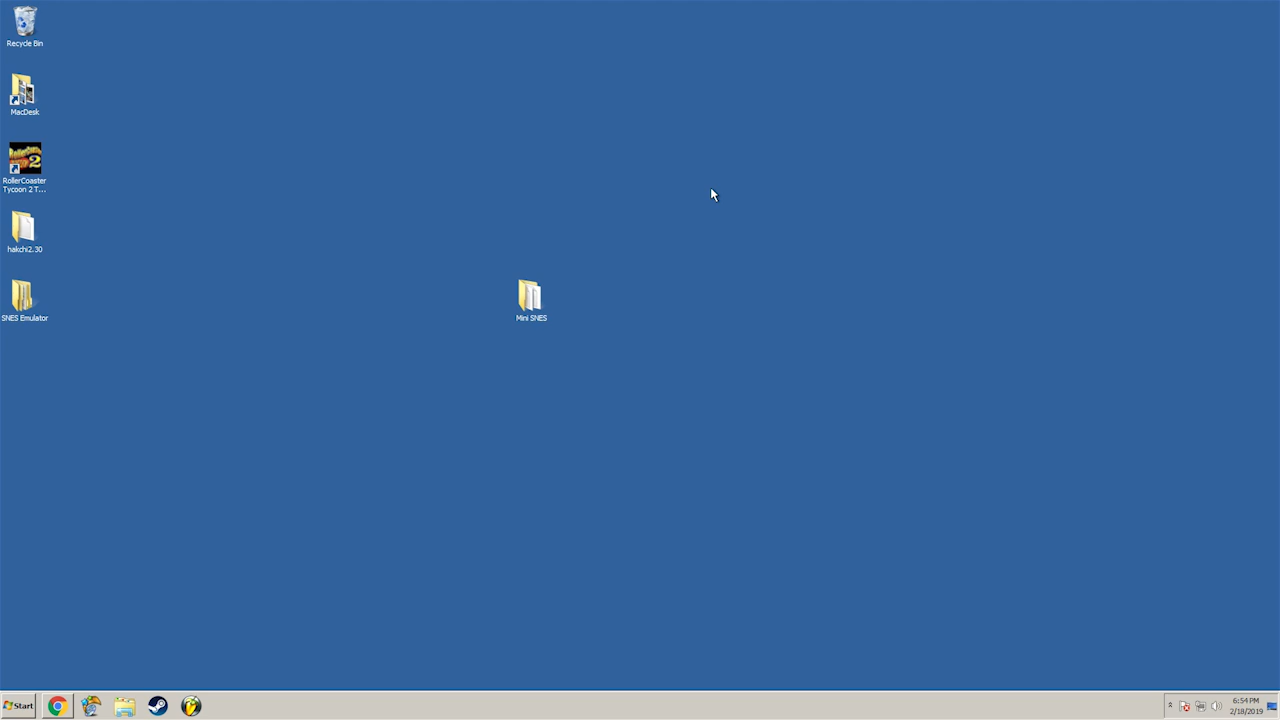 Recycle Bin
MacDesk
RollerCoaster
Tycoon 2 T...
hakchi2.30
SNES Emulator
Mini SNES
Start
6:54 PM
2/18/2019